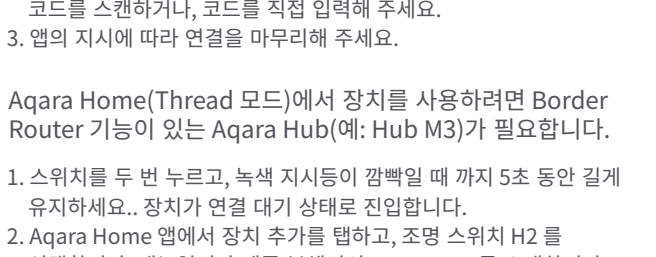 코드를 스캔하거나, 코드를 직접 입력해 주세요.
3. 앱의 지시에 따라 연결을 마무리해 주세요.
Aqara Home(Thread 모드)에서 장치를 사용하려면 Border
Router 기능이 있는 Aqara Hub(예: Hub M3)가 필요합니다.
1. 스위치를 두 번 누르고, 녹색 지시등이 깜빡일 때 까지 5초 동안 길게
유지하세요.. 장치가 연결 대기 상태로 진입합니다.
2. Aqara Home 앱에서 장치 추가를 탭하고, 조명 스위치 H2 를